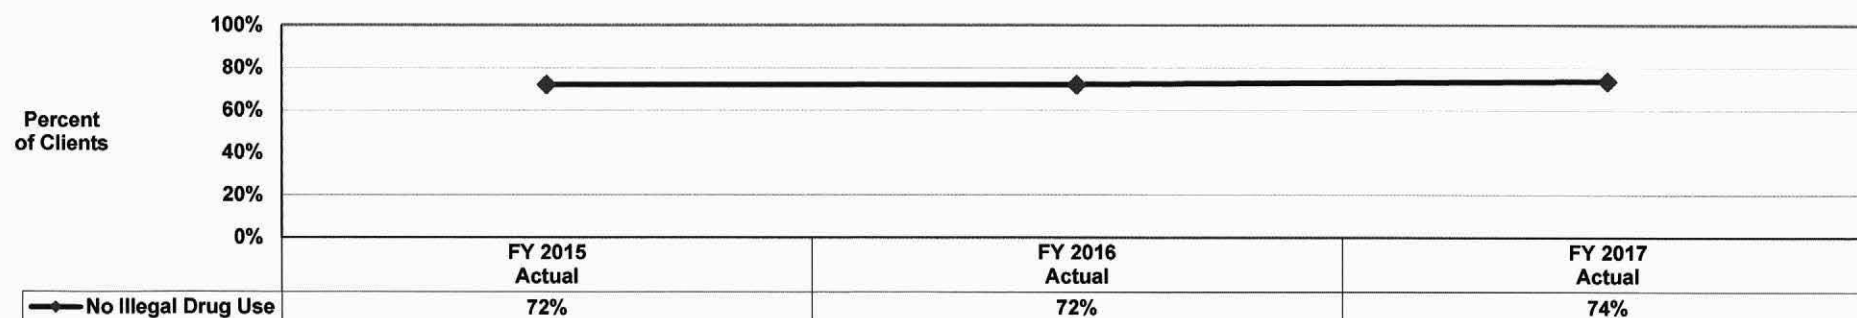 100%
80%
60%
40%
20%
0%
Percent
of Clients
FY 2015
Actual
FY 2016
Actual
FY 2017
Actual
No Illegal Drug Use 72% 72% 74%